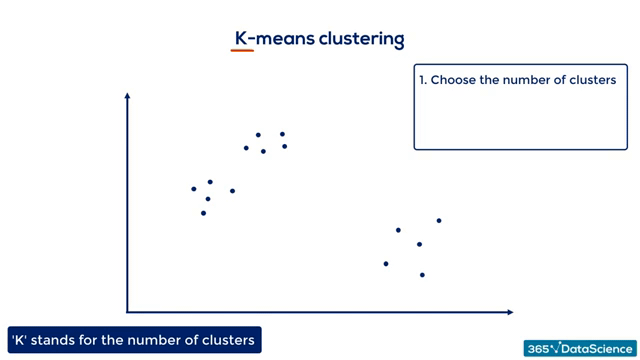 K-means clustering
1. Choose the number of clusters
'K' stands for the number of clusters
365 DataScience